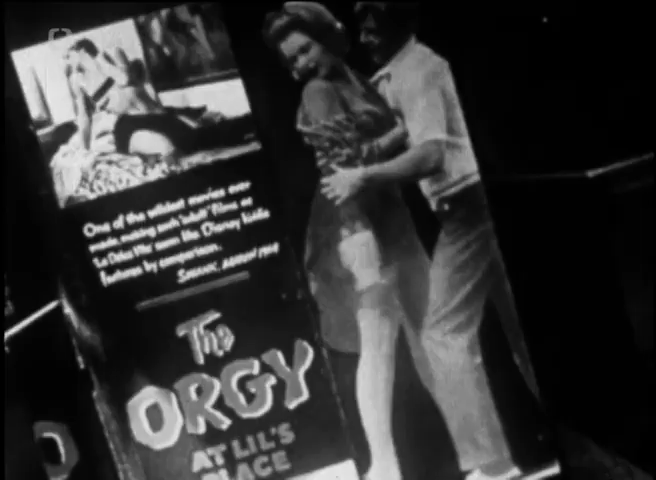 One of the wildest movies ever
made, making such 'adult' films as
'La Dolce Vita' seem like Disney kiddie
features by comparison.
The
ORGY
AT LIL'S
PLACE